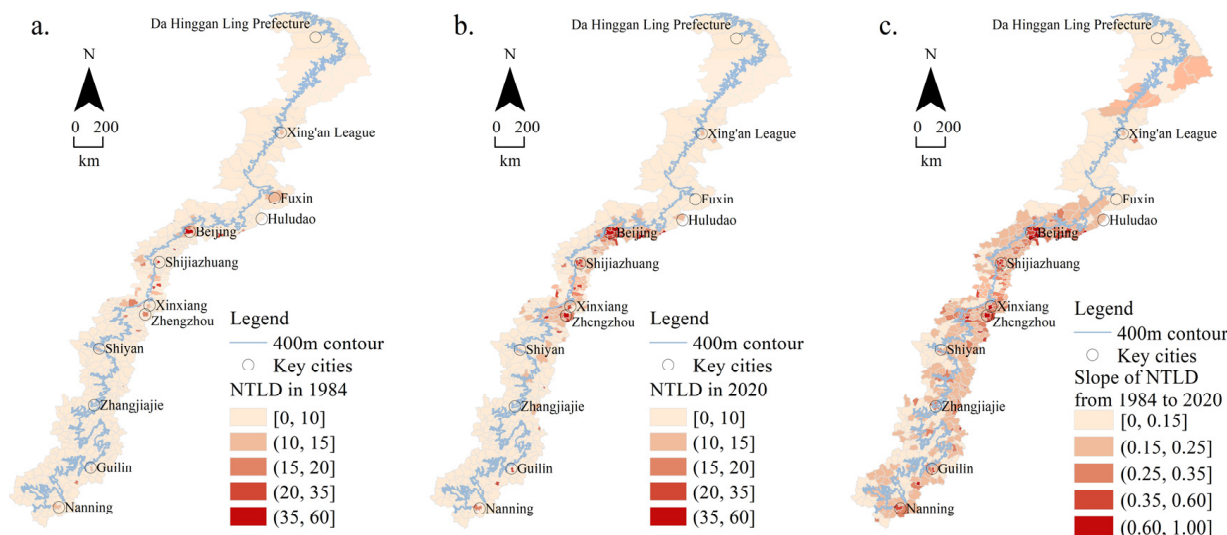 a.
N
0 200
km
Da Hinggan Ling Prefecture
Xing'an League
Fuxin
Huludao
Beijing
Shijiazhuang
Xinxiang
Zhengzhou
Shiyan
Zhangjiajie
Guilin
Nanning
Legend
400m contour
Key cities
NTLD in 1984
[0, 10]
(10, 15]
(15, 20]
(20, 35]
(35, 60]
b.
N
0 200
km
Da Hinggan Ling Prefecture
Xing'an League
Fuxin
Huludao
Beijing
Shijiazhuang
Xinxiang
Zhengzhou
Shiyan
Zhangjiajie
Guilin
Nanning
Legend
400m contour
Key cities
NTLD in 2020
[0, 10]
(10, 15]
(15, 20]
(20, 35]
(35, 60]
c.
N
0 200
km
Da Hinggan Ling Prefecture
Xing'an League
Fuxin
Huludao
Beijing
Shijiazhuang
Xinxiang
Zhengzhou
Shiyan
Zhangjiajie
Guilin
Nanning
Legend
400m contour
Key cities
Slope of NTLD
from 1984 to 2020
[0, 0.15]
(0.15, 0.25]
(0.25, 0.35]
(0.35, 0.60]
(0.60, 1.00]